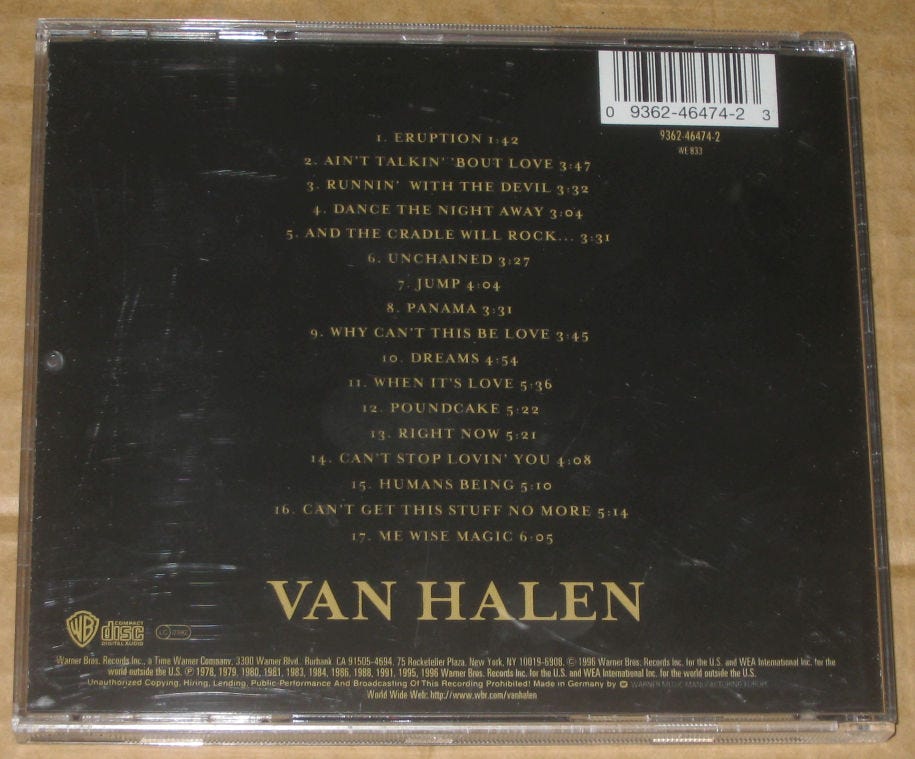 0 9362-46474-2 3
9362-46474-2
WE 833
1. ERUPTION 1:42
2. AIN'T TALKIN' 'BOUT LOVE 3:47
3. RUNNIN' WITH THE DEVIL 3:32
4. DANCE THE NIGHT AWAY 3:04
5. AND THE CRADLE WILL ROCK... 3:31
6. UNCHAINED 3:27
7. JUMP 4:04
8. PANAMA 3:31
9. WHY CAN'T THIS BE LOVE 3:45
10. DREAMS 4:54
11. WHEN IT'S LOVE 5:36
12. POUNDCAKE 5:22
13. RIGHT NOW 5:21
14. CAN'T STOP LOVIN' YOU 4:08
15. HUMANS BEING 5:10
16. CAN'T GET THIS STUFF NO MORE 5:14
17. ME WISE MAGIC 6:05
VAN HALEN
WB COMPACT disc DIGITAL AUDIO LC
Warner Bros. Records Inc., a Time Warner Company, 3300 Warner Blvd. Burbank, CA 91505-4694, 75 Rockefeller Plaza, New York, NY 10019-6908. © 1996 Warner Bros. Records Inc. for the U.S. and WEA International Inc. for the
world outside the U.S. ℗ 1978, 1979, 1980, 1981, 1983, 1984, 1986, 1988, 1991, 1995, 1996 Warner Bros. Records Inc. for the U.S. and WEA International Inc. for the world outside the U.S.
Unauthorized Copying, Hiring, Lending, Public Performance And Broadcasting Of This Recording Prohibited! Made in Germany by WARNER MUSIC MANUFACTURING EUROPE
World Wide Web: http://www.wbr.com/vanhalen